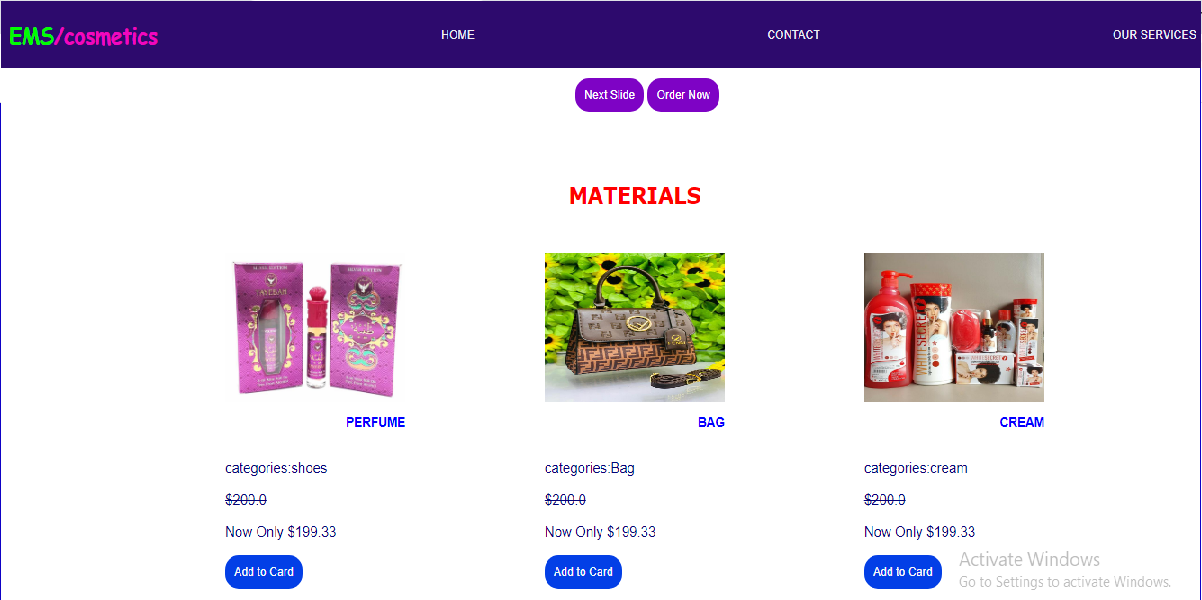 EMS/cosmetics HOME CONTACT OUR SERVICES
Next Slide Order Now
MATERIALS
PERFUME BAG CREAM
categories:shoes categories:Bag categories:cream
$200.0 $200.0 $200.0
Now Only $199.33 Now Only $199.33 Now Only $199.33
Add to Card Add to Card Add to Card
Activate Windows
Go to Settings to activate Windows.